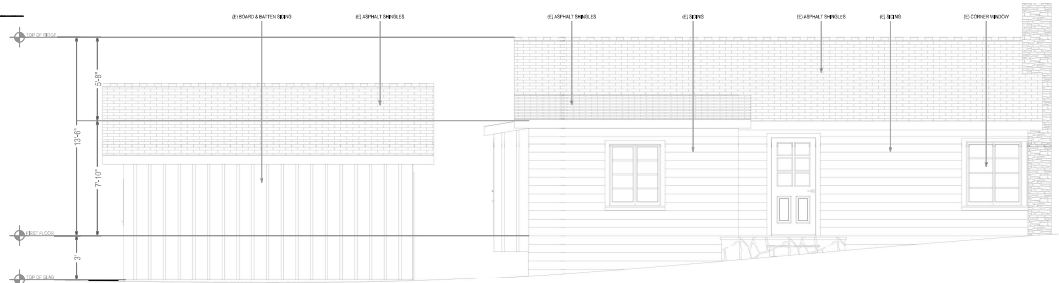 (E) BOARD & BATTEN SIDING
(E) ASPHALT SHINGLES
(E) ASPHALT SHINGLES
(E) SIDING
(E) ASPHALT SHINGLES
(E) SIDING
(E) CORNER WINDOW
TOP OF RIDGE
5'-8"
13'-6"
7'-10"
FIRST FLOOR
3'
TOP OF SLAB